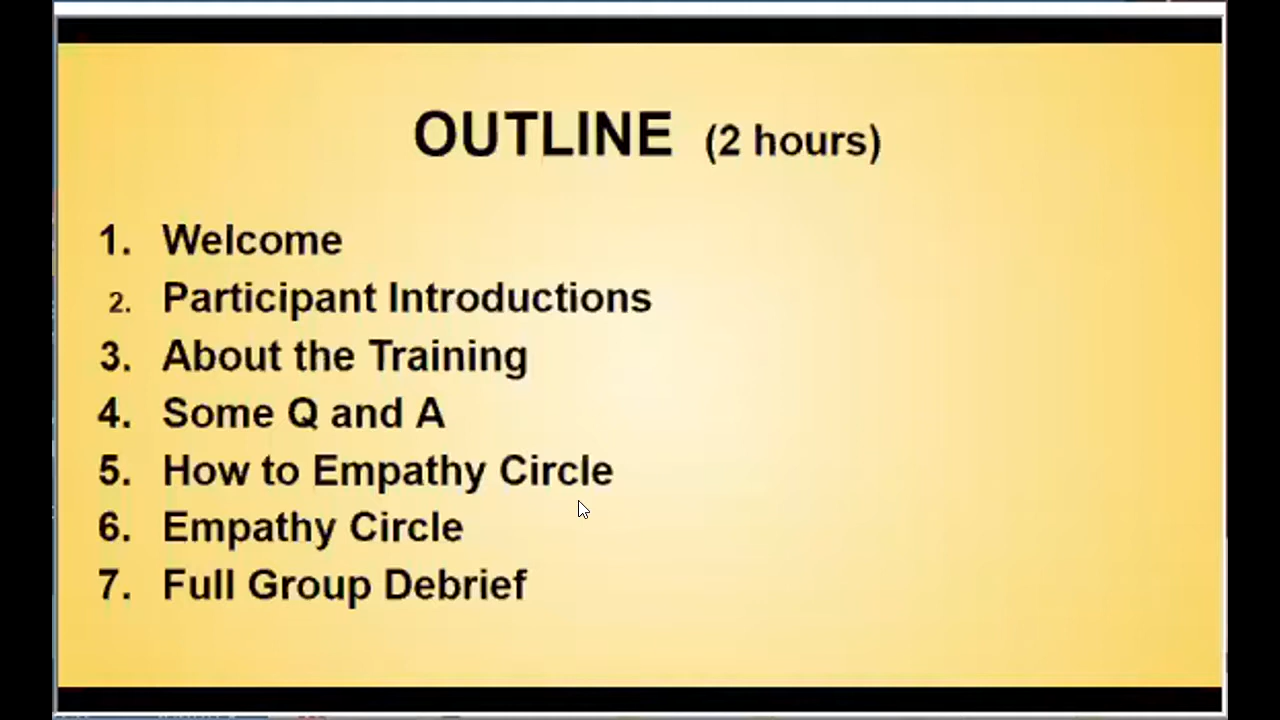 OUTLINE (2 hours)
1. Welcome
2. Participant Introductions
3. About the Training
4. Some Q and A
5. How to Empathy Circle
6. Empathy Circle
7. Full Group Debrief